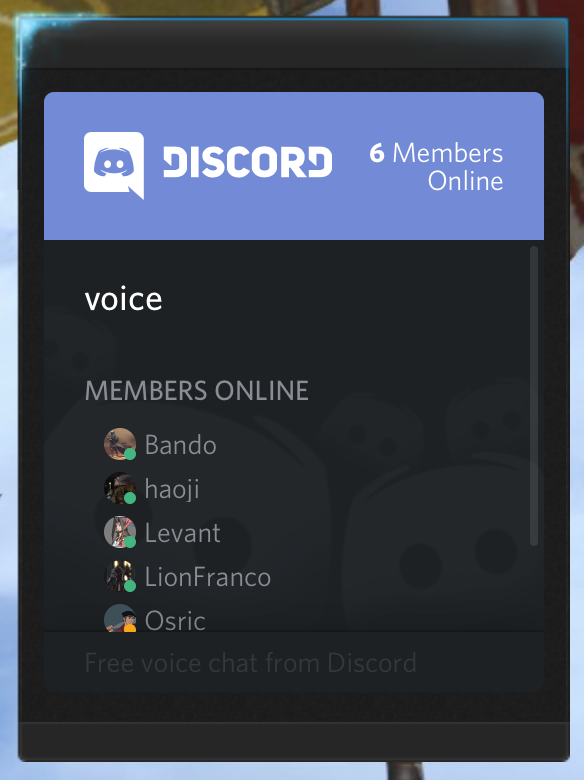 DISCORD
6 Members
Online
voice
MEMBERS ONLINE
Bando
haoji
Levant
LionFranco
Osric
Free voice chat from Discord